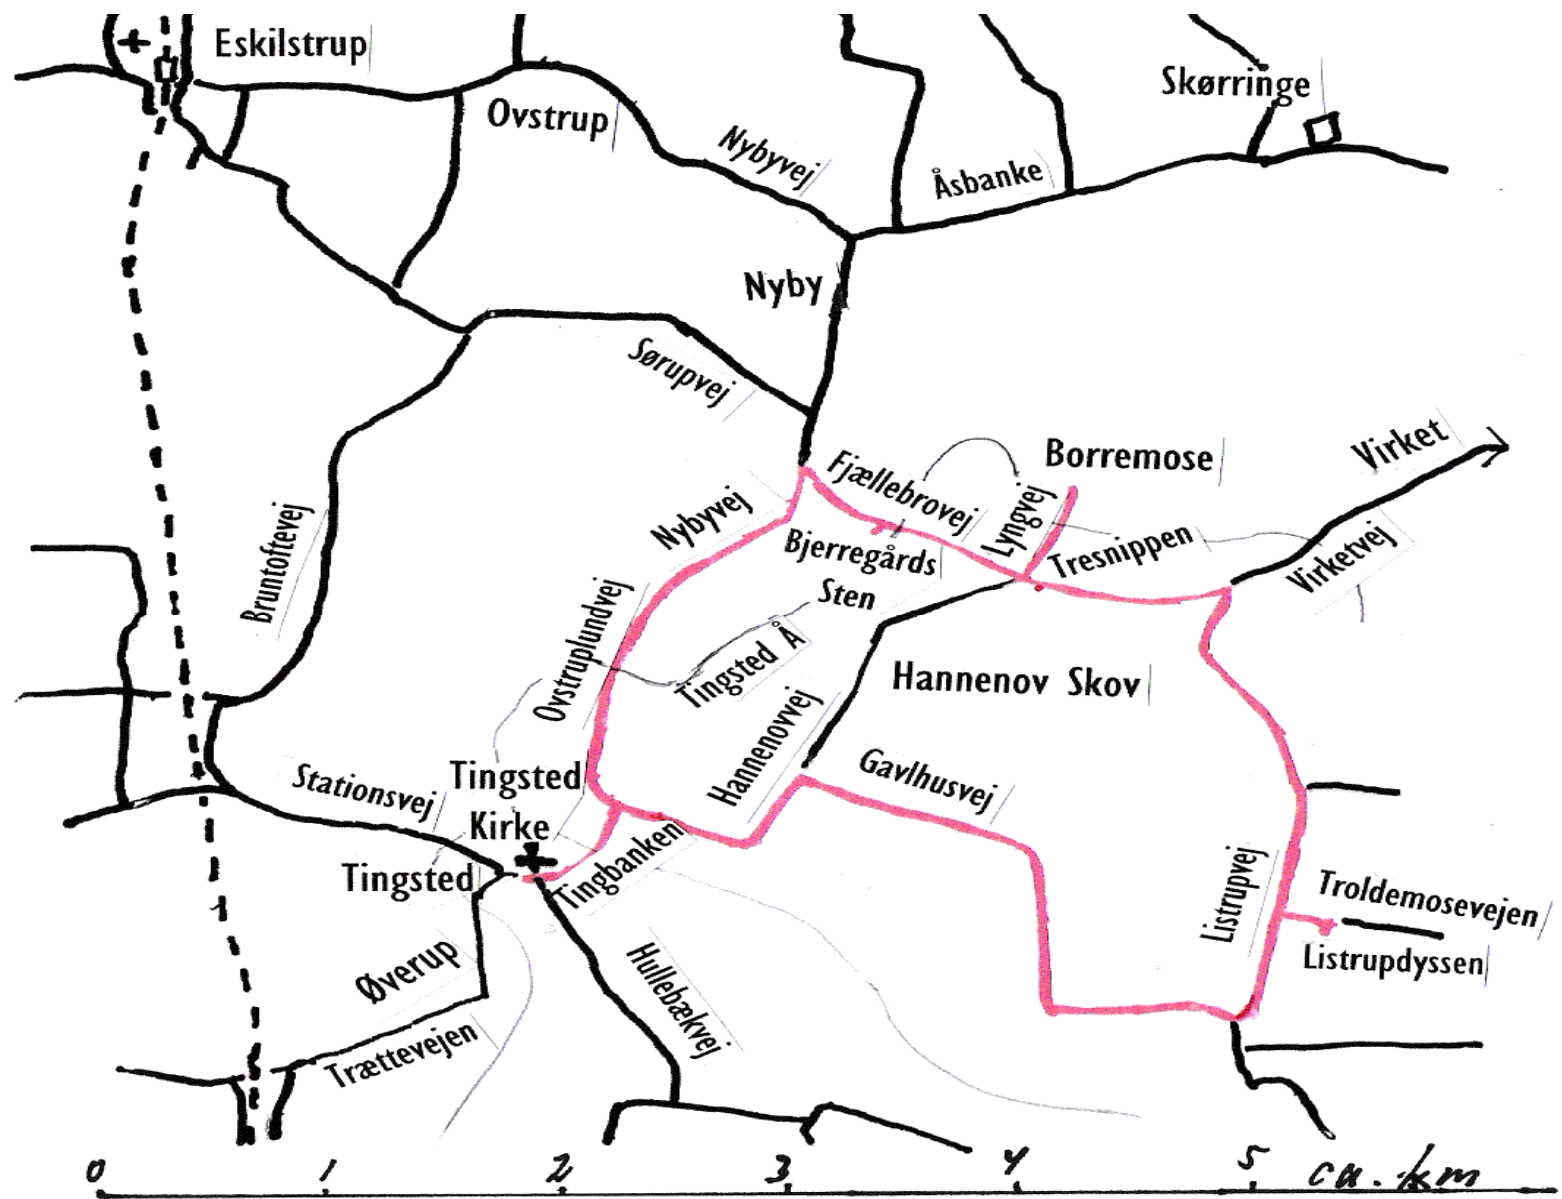 Eskilstrup
Ovstrup
Nybyvej
Åsbanke
Skørringe
Nyby
Sørupvej
Virket
Borremose
Fjællebrovej
Lyngvej
Nybyvej
Bruntoftevej
Bjerregårds
Sten
Tresnippen
Virketvej
Ovstruplundvej
Tingsted Å
Hannenov Skov
Hannenovvej
Gavlhusvej
Stationsvej
Tingsted
Kirke
Tingsted
Tingbanken
Listrupvej
Troldemosevejen
Listrupdyssen
Øverup
Hullebækvej
Trættevejen
0 1 2 3 4 5 ca. km